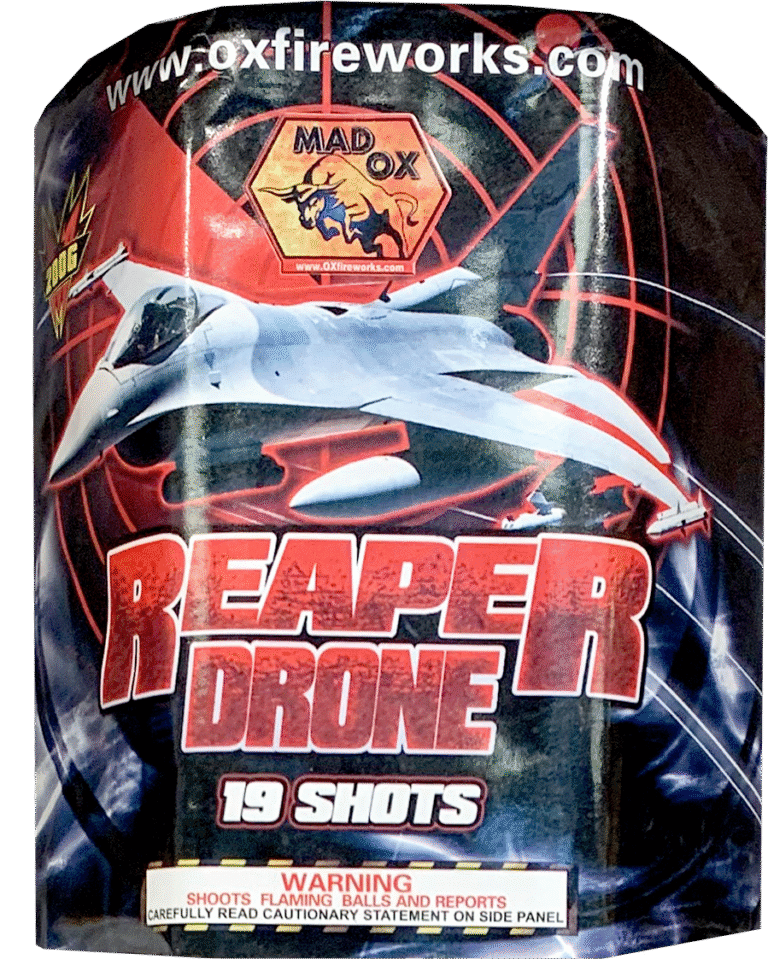 www.oxfireworks.com
MAD
OX
www.OXfireworks.com
200G
REAPER
DRONE
19 SHOTS
WARNING
SHOOTS FLAMING BALLS AND REPORTS
CAREFULLY READ CAUTIONARY STATEMENT ON SIDE PANEL